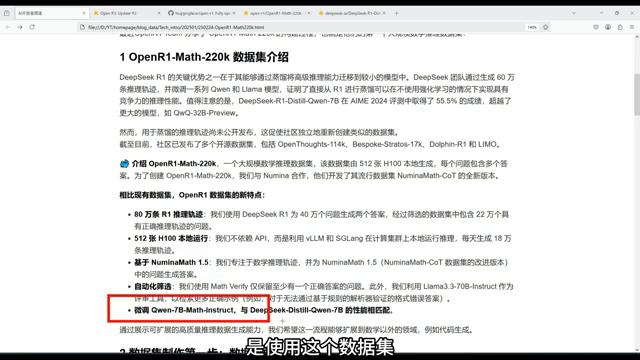 AI开发者频道
Open R1: Update #2
file:///D:/YT/homepage/blog_data/Tech_intro/202501/250224-OpenR1-Math220k.html
140%
1 OpenR1-Math-220k 数据集介绍
DeepSeek R1 的关键优势之一在于其能够通过蒸馏将高级推理能力迁移到较小的模型中。DeepSeek 团队通过生成 60 万
条推理轨迹，并微调一系列 Qwen 和 Llama 模型，证明了直接从 R1 进行蒸馏可以在不使用强化学习的情况下实现具有
竞争力的推理性能。值得注意的是，DeepSeek-R1-Distill-Qwen-7B 在 AIME 2024 评测中取得了 55.5% 的成绩，超越了
更大的模型，如 QwQ-32B-Preview。
然而，用于蒸馏的推理轨迹尚未公开发布，这促使社区独立地重新创建类似的数据集。
截至目前，社区已发布了多个开源数据集，包括 OpenThoughts-114k、Bespoke-Stratos-17k、Dolphin-R1 和 LIMO。
介绍 OpenR1-Math-220k，一个大规模数学推理数据集，该数据集由 512 张 H100 本地生成，每个问题包含多个答
案。为了创建 OpenR1-Math-220k，我们与 Numina 合作，他们开发了其流行数据集 NuminaMath-CoT 的全新版本。
相比现有数据集，OpenR1 数据集的新特点：
• 80 万条 R1 推理轨迹：我们使用 DeepSeek R1 为 40 万个问题生成两个答案，经过筛选的数据集中包含 22 万个具
有正确推理轨迹的问题。
• 512 张 H100 本地运行：我们不依赖 API，而是利用 vLLM 和 SGLang 在计算集群上本地运行推理，每天生成 18 万
条推理轨迹。
• 基于 NuminaMath 1.5：我们专注于数学推理，并为 NuminaMath 1.5（NuminaMath-CoT 数据集的改进版本）
中的问题生成答案。
• 自动化筛选：我们使用 Math Verify 仅保留至少有一个正确答案的问题。此外，我们利用 Llama3.3-70B-Instruct 作为
评审工具，以检索更多正确示例（例如，对于无法通过基于规则的解析器验证的格式错误答案）。
• 微调 Qwen-7B-Math-Instruct，与 DeepSeek-Distill-Qwen-7B 的性能相匹配。
通过展示可扩展的高质量推理数据生成能力，我们希望这一流程能够扩展到数学以外的领域，例如代码生成。
是使用这个数据集